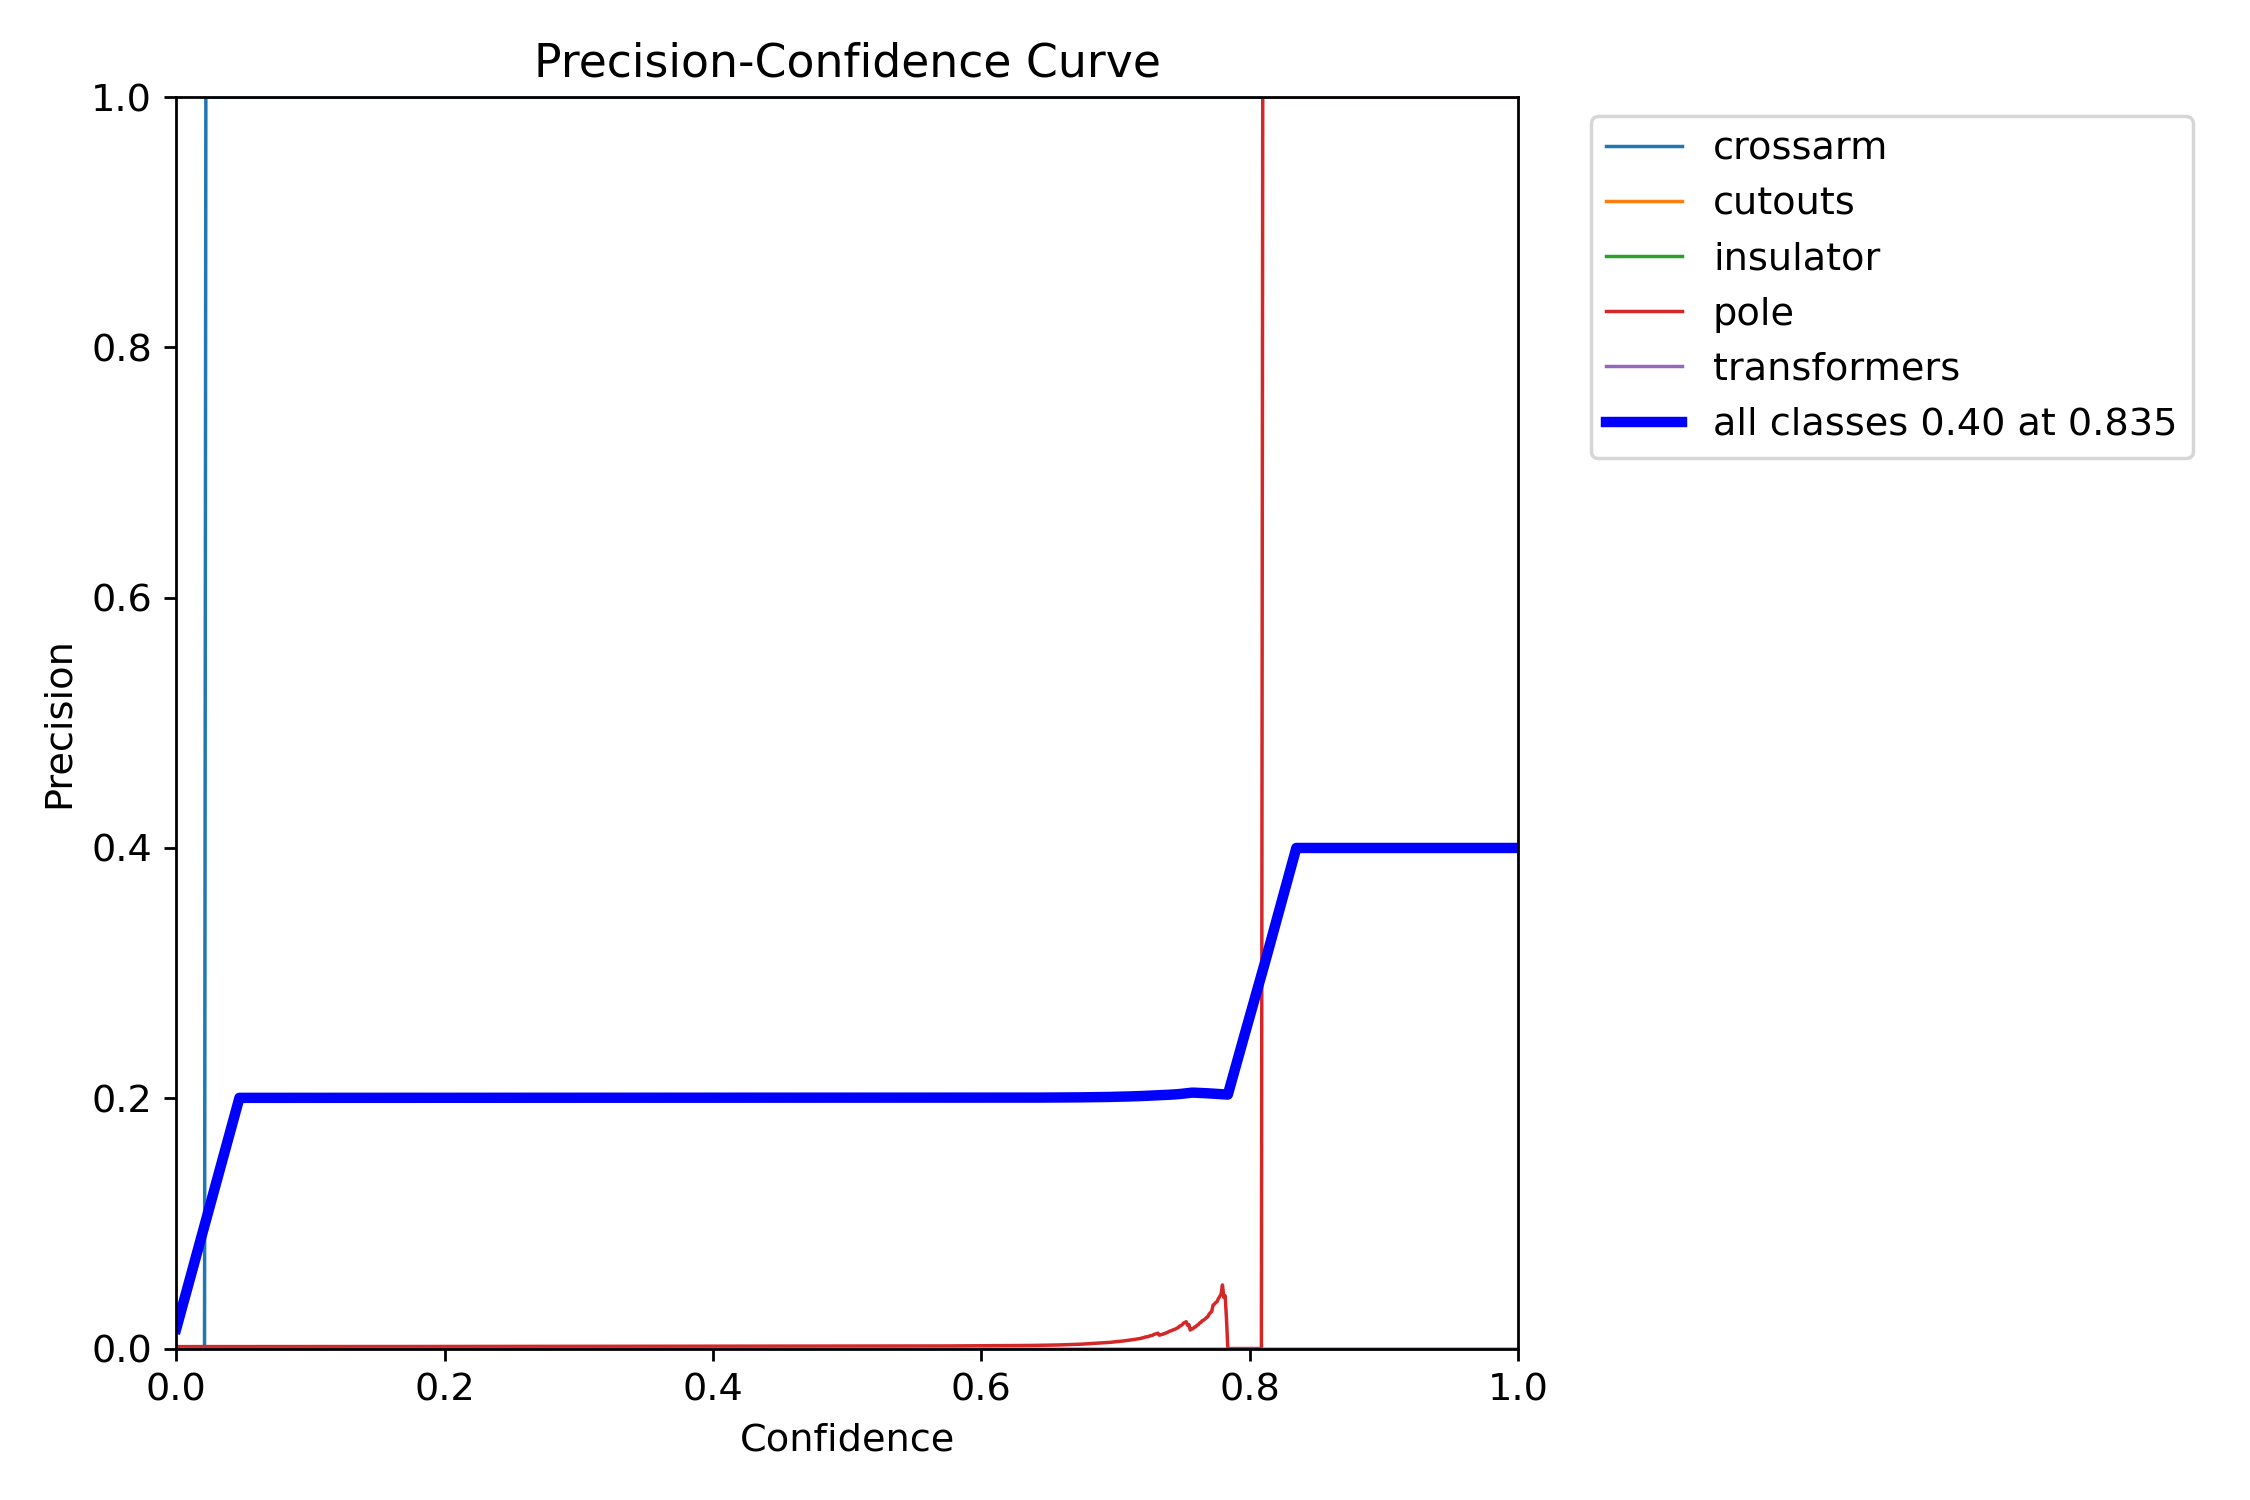 Precision-Confidence Curve
1.0
0.8
0.6
0.4
0.2
0.0
Precision
0.0 0.2 0.4 0.6 0.8 1.0
Confidence
crossarm
cutouts
insulator
pole
transformers
all classes 0.40 at 0.835